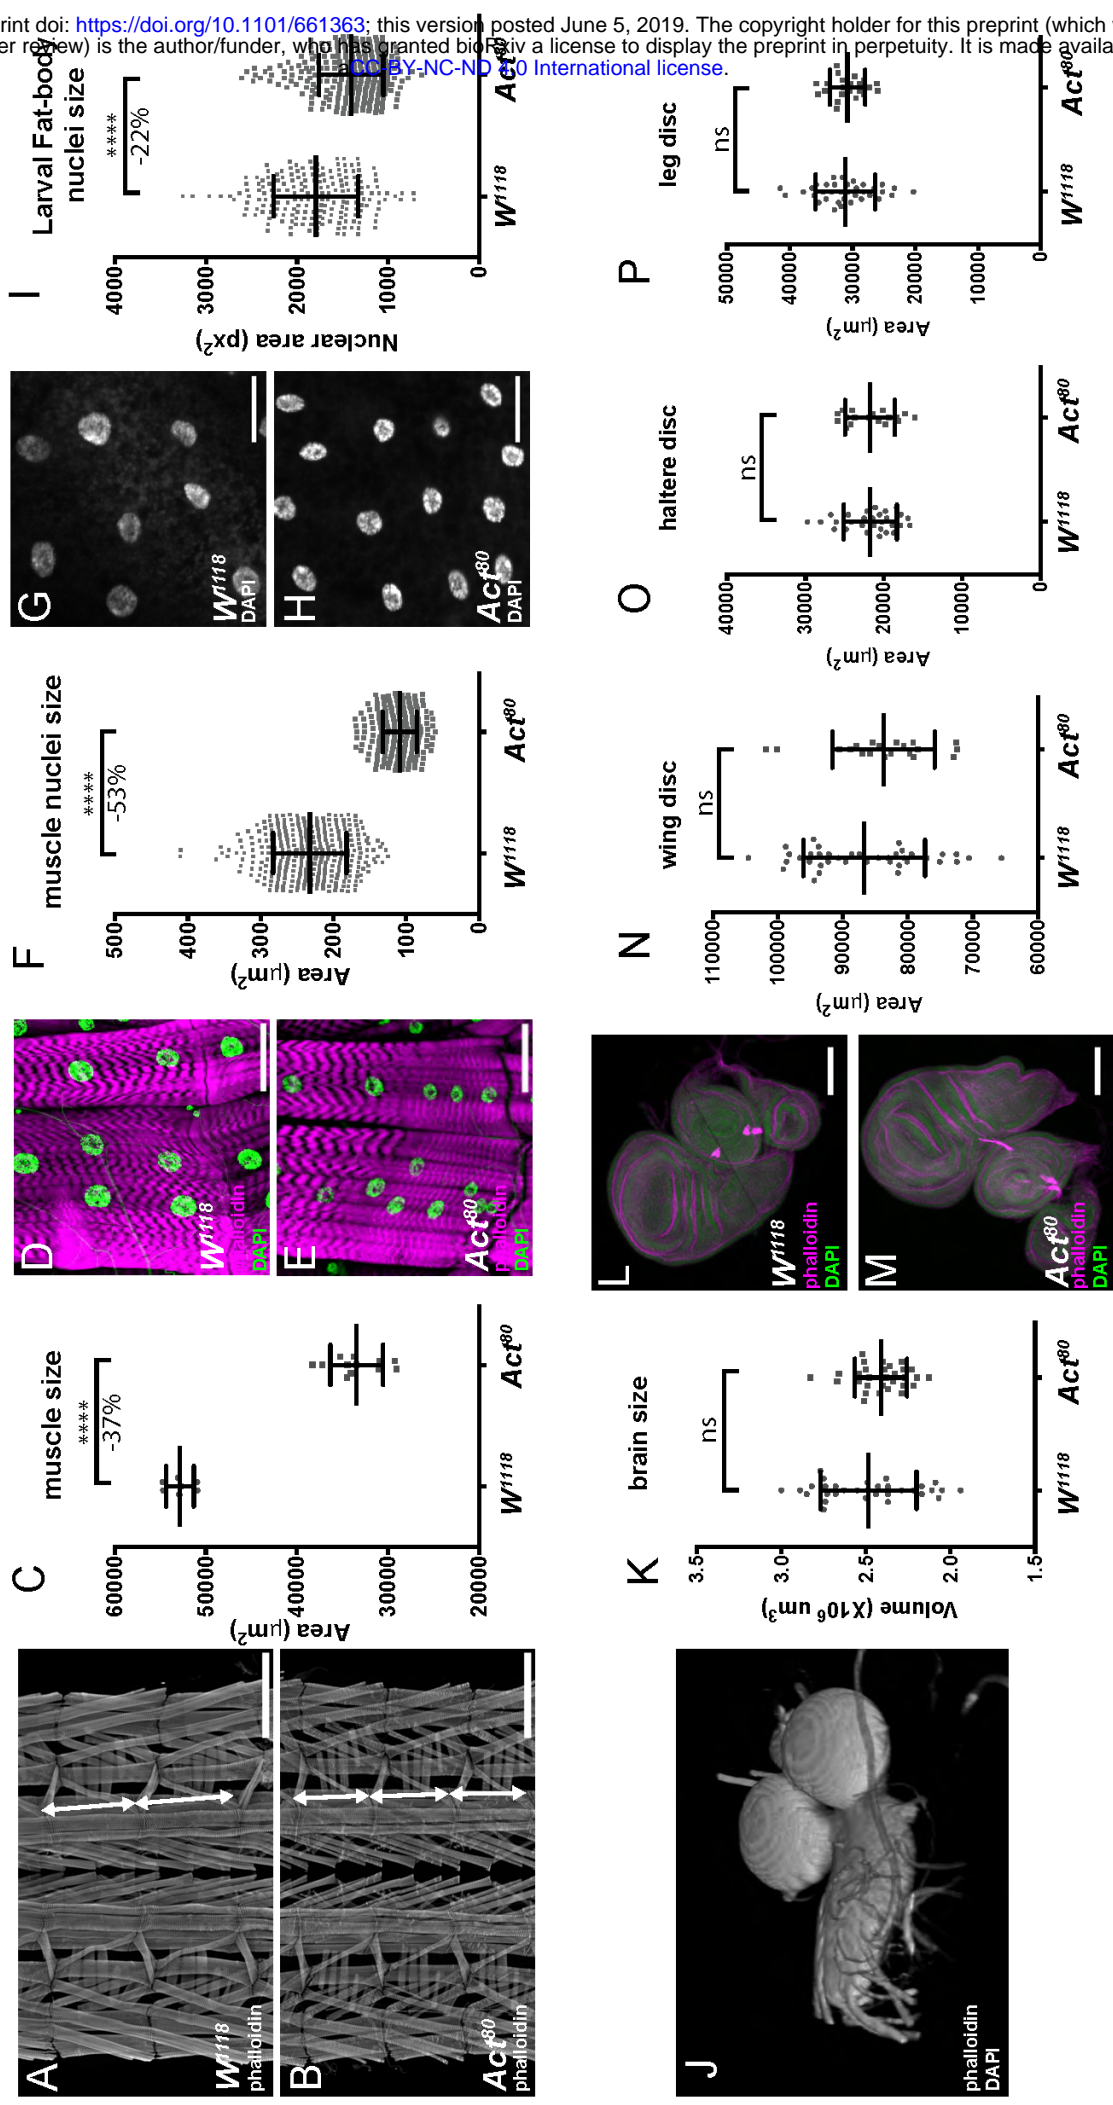 print doi: https://doi.org/10.1101/661363; this version posted June 5, 2019. The copyright holder for this preprint (which
er review) is the author/funder, who has granted bioRxiv a license to display the preprint in perpetuity. It is made availa
aCC-BY-NC-ND 4.0 International license.
A
W1118
phalloidin
B
Act80
phalloidin
C
muscle size
****
-37%
Area (µm2)
60000
50000
40000
30000
20000
W1118
Act80
D
W1118
phalloidin
DAPI
E
Act80
phalloidin
DAPI
F
muscle nuclei size
****
-53%
Area (µm2)
500
400
300
200
100
0
W1118
Act80
G
W1118
DAPI
H
Act80
DAPI
I
Larval Fat-body
nuclei size
****
-22%
Nuclear area (px2)
4000
3000
2000
1000
0
W1118
Act80
J
phalloidin
DAPI
K
brain size
ns
Volume (X106 um3)
3.5
3.0
2.5
2.0
1.5
W1118
Act80
L
W1118
phalloidin
DAPI
M
Act80
phalloidin
DAPI
N
wing disc
ns
Area (µm2)
110000
100000
90000
80000
70000
60000
W1118
Act80
O
haltere disc
ns
Area (µm2)
40000
30000
20000
10000
0
W1118
Act80
P
leg disc
ns
Area (µm2)
50000
40000
30000
20000
10000
0
W1118
Act80